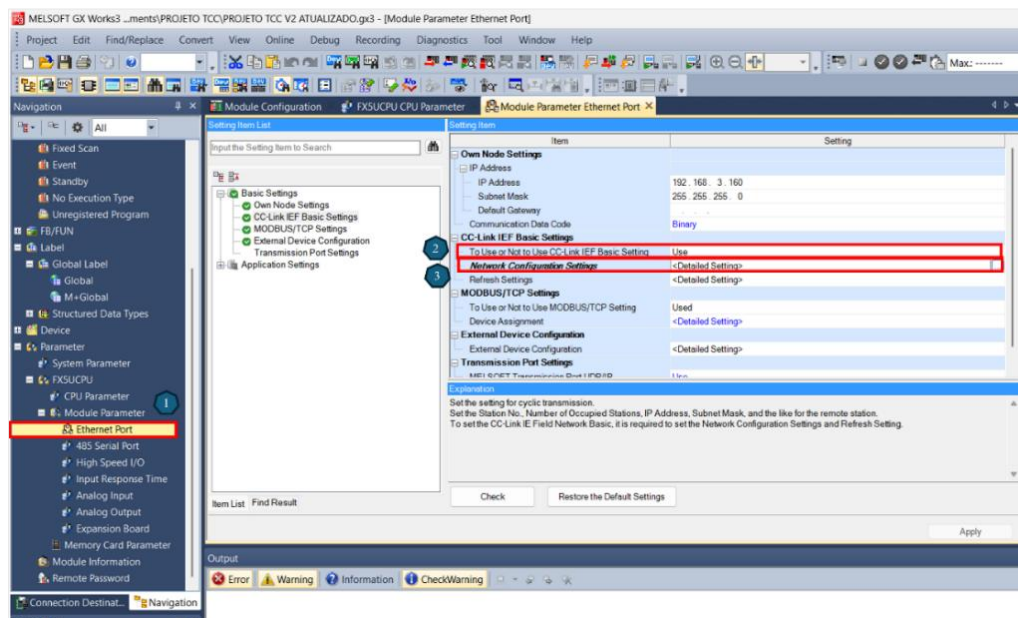 MELSOFT GX Works3 ...ments\PROJETO TCC\PROJETO TCC V2 ATUALIZADO.gx3 - [Module Parameter Ethernet Port]
Project Edit Find/Replace Convert View Online Debug Recording Diagnostics Tool Window Help
Max.: -------
Navigation
All
Fixed Scan
Event
Standby
No Execution Type
Unregistered Program
FB/FUN
Label
Global Label
Global
M+Global
Structured Data Types
Device
Parameter
System Parameter
FX5UCPU
CPU Parameter
Module Parameter
1
Ethernet Port
485 Serial Port
High Speed I/O
Input Response Time
Analog Input
Analog Output
Expansion Board
Memory Card Parameter
Module Information
Remote Password
Connection Destinat... Navigation
Module Configuration FX5UCPU CPU Parameter Module Parameter Ethernet Port
Setting Item List
Input the Setting Item to Search
Basic Settings
Own Node Settings
CC-Link IEF Basic Settings
MODBUS/TCP Settings
External Device Configuration
Transmission Port Settings
Application Settings
Item List Find Result
Setting Item
Item Setting
Own Node Settings
IP Address
IP Address 192.168. 3.160
Subnet Mask 255.255.255. 0
Default Gateway . . .
Communication Data Code Binary
CC-Link IEF Basic Settings
2 To Use or Not to Use CC-Link IEF Basic Setting Use
3 Network Configuration Settings <Detailed Setting>
Refresh Settings <Detailed Setting>
MODBUS/TCP Settings
To Use or Not to Use MODBUS/TCP Setting Used
Device Assignment <Detailed Setting>
External Device Configuration
External Device Configuration <Detailed Setting>
Transmission Port Settings
MELSOFT Transmission Port UDP/IP Use
Explanation
Set the setting for cyclic transmission.
Set the Station No., Number of Occupied Stations, IP Address, Subnet Mask, and the like for the remote station.
To set the CC-Link IE Field Network Basic, it is required to set the Network Configuration Settings and Refresh Setting.
Check Restore the Default Settings
Apply
Output
Error Warning Information CheckWarning